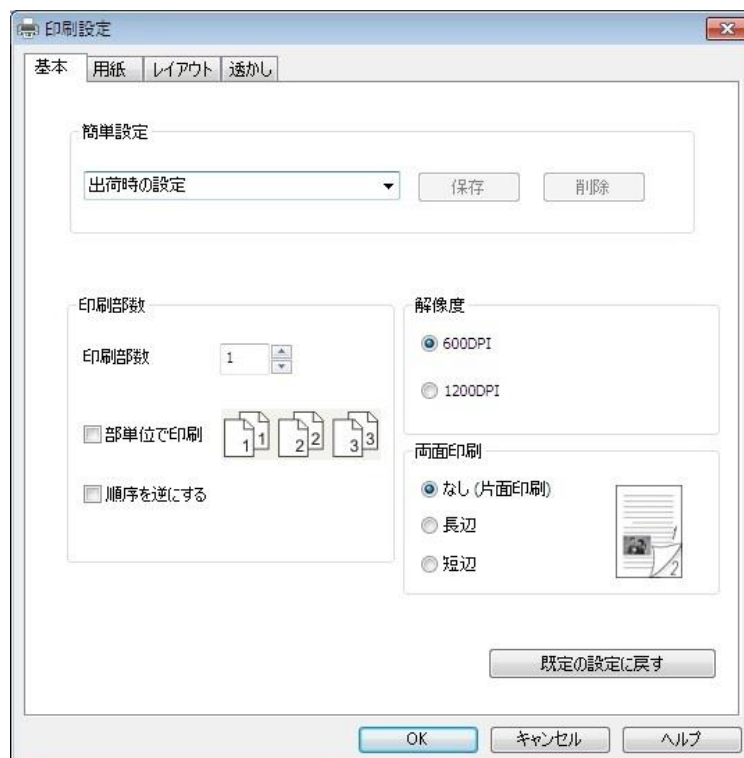 印刷設定
基本 用紙 レイアウト 透かし
簡単設定
出荷時の設定 保存 削除
印刷部数
印刷部数 1
部単位で印刷 1 1 2 2 3 3
順序を逆にする
解像度
600DPI
1200DPI
両面印刷
なし (片面印刷)
長辺
短辺
1
2
既定の設定に戻す
OK キャンセル ヘルプ